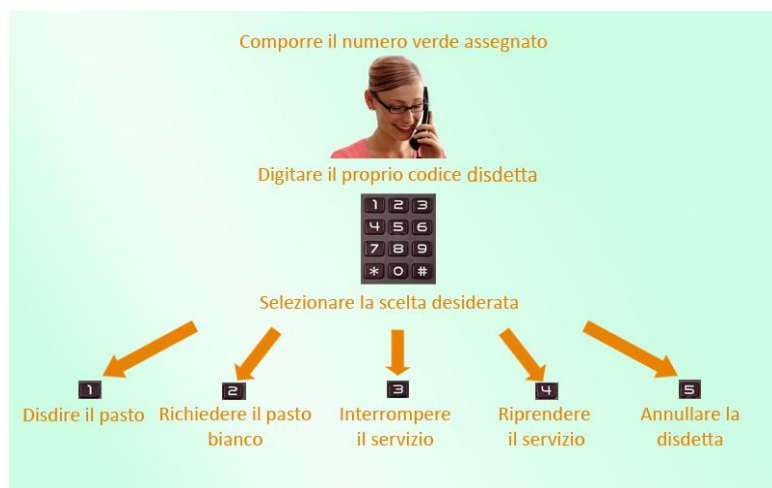 Comporre il numero verde assegnato
Digitare il proprio codice disdetta
1 2 3
4 5 6
7 8 9
* 0 #
Selezionare la scelta desiderata
1 2 3 4 5
Disdire il pasto
Richiedere il pasto
bianco
Interrompere
il servizio
Riprendere
il servizio
Annullare la
disdetta